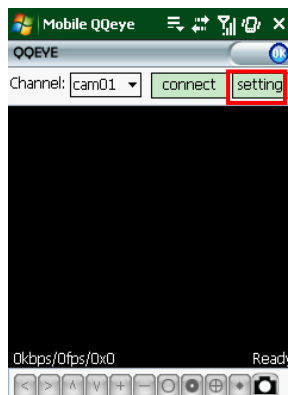 Mobile QQeye
QQEYE
OK
Channel: cam01 connect setting
0kbps/0fps/0x0 Ready